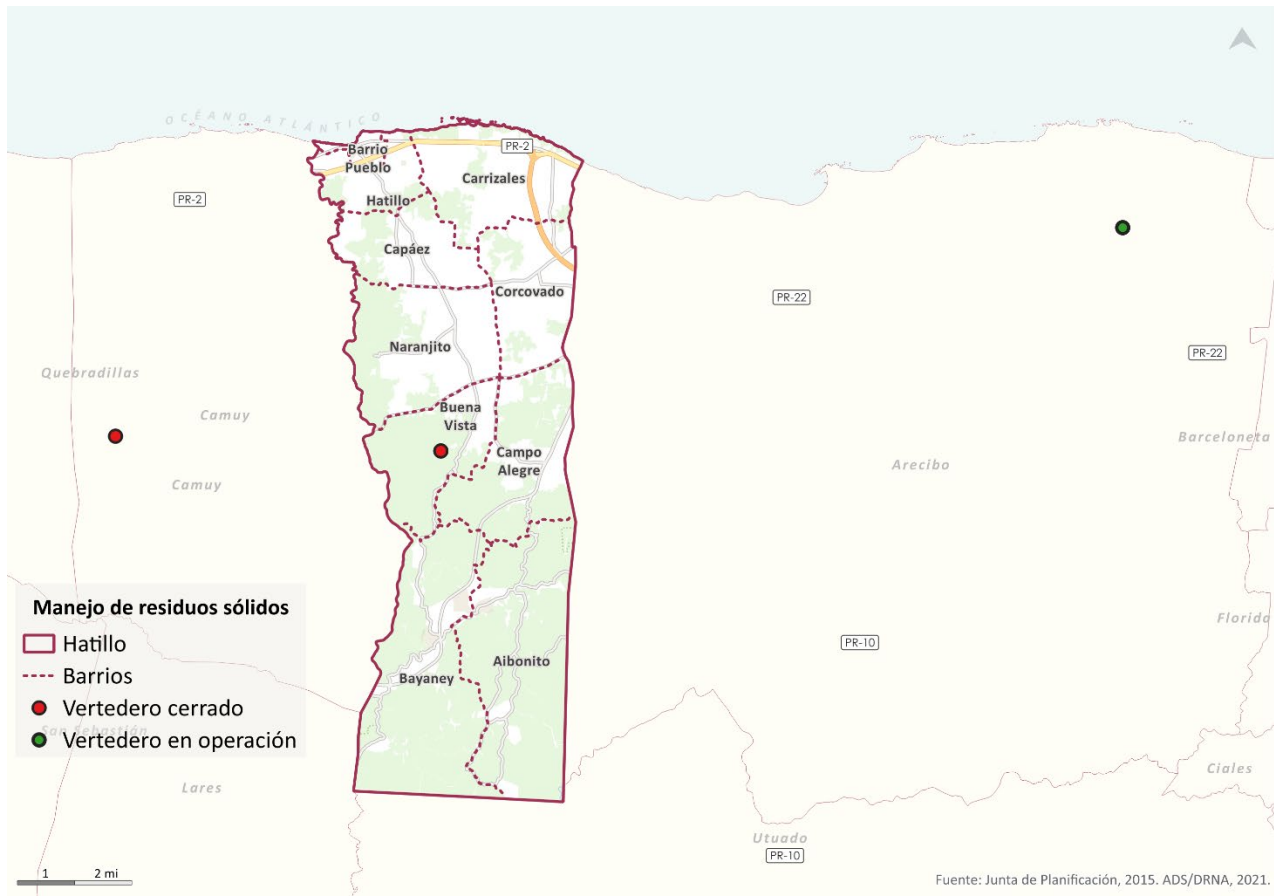 OCÉANO ATLÁNTICO
Barrio
Pueblo
PR-2
Carrizales
PR-2
Hatillo
Capáez
Corcovado
PR-22
PR-22
Naranjito
Quebradillas
Camuy
Buena
Vista
Barceloneta
Campo
Alegre
Arecibo
Camuy
Manejo de residuos sólidos
Hatillo
Barrios
Vertedero cerrado
Vertedero en operación
San Sebastián
Florida
PR-10
Aibonito
Bayaney
Lares
Ciales
Utuado
PR-10
1 2 mi
Fuente: Junta de Planificación, 2015. ADS/DRNA, 2021.